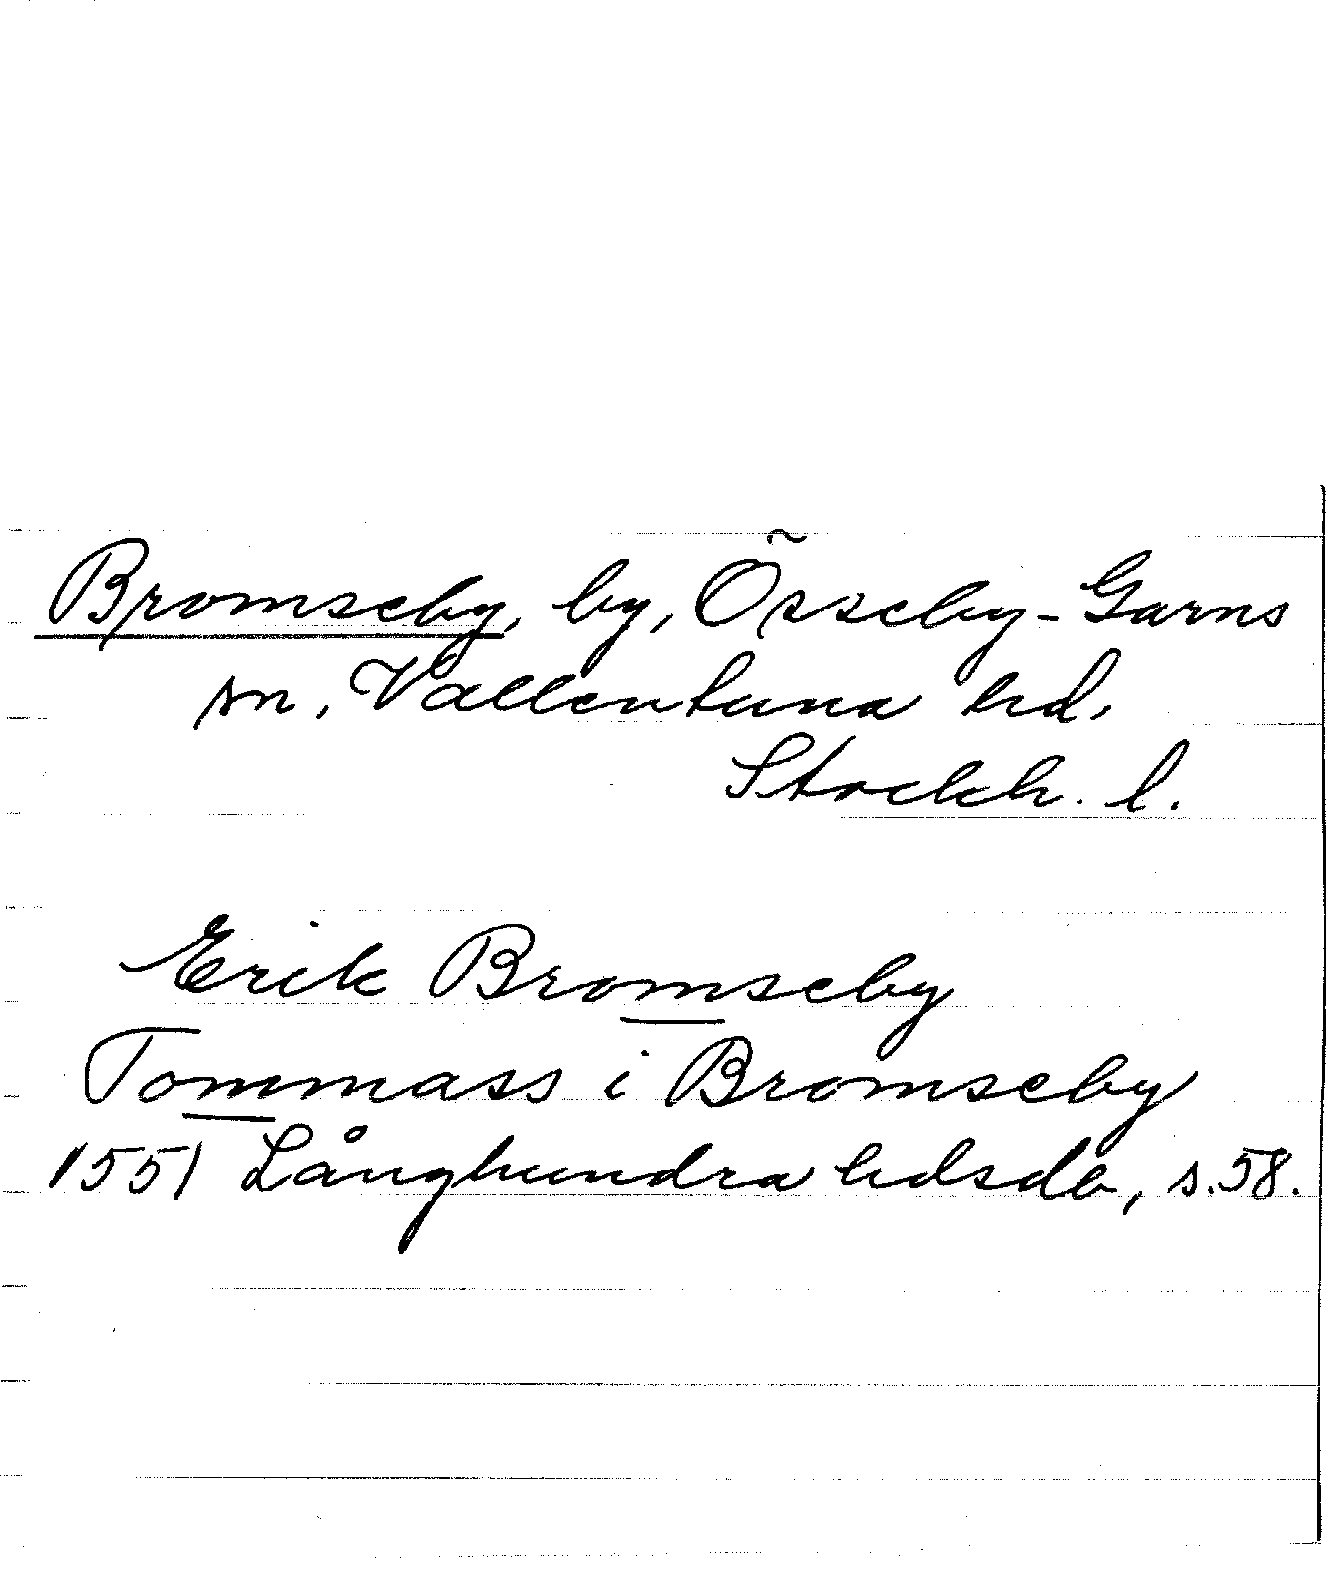 Bromseby, by, Össeby-Garns
sn, Vallentuna hd,
Stockh. l.
Erik Bromseby
Tommass i Bromseby
1551 Långhundra hdsdb, s. 58.